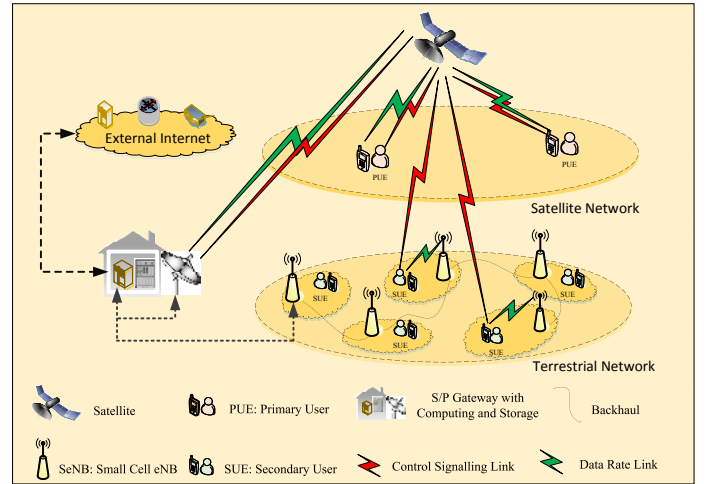 External Internet
PUE
PUE
Satellite Network
SUE
SUE
SUE
SUE
SUE
Terrestrial Network
Satellite
PUE: Primary User
S/P Gateway with
Computing and Storage
Backhaul
SeNB: Small Cell eNB
SUE: Secondary User
Control Signalling Link
Data Rate Link